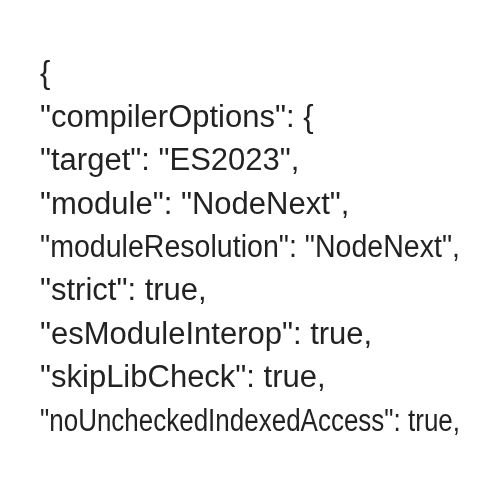 {
"compilerOptions": {
"target": "ES2023",
"module": "NodeNext",
"moduleResolution": "NodeNext",
"strict": true,
"esModuleInterop": true,
"skipLibCheck": true,
"noUncheckedIndexedAccess": true,